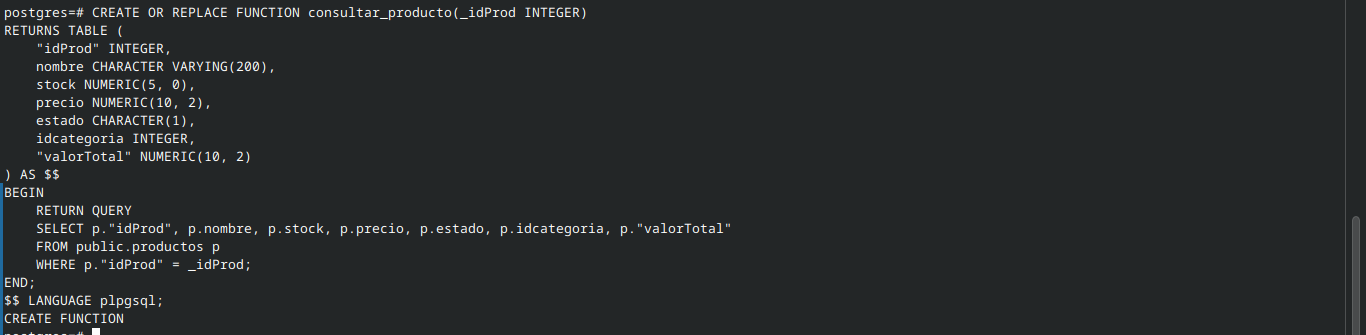 postgres=# CREATE OR REPLACE FUNCTION consultar_producto(_idProd INTEGER)
RETURNS TABLE (
    "idProd" INTEGER,
    nombre CHARACTER VARYING(200),
    stock NUMERIC(5, 0),
    precio NUMERIC(10, 2),
    estado CHARACTER(1),
    idcategoria INTEGER,
    "valorTotal" NUMERIC(10, 2)
) AS $$
BEGIN
    RETURN QUERY
    SELECT p."idProd", p.nombre, p.stock, p.precio, p.estado, p.idcategoria, p."valorTotal"
    FROM public.productos p
    WHERE p."idProd" = _idProd;
END;
$$ LANGUAGE plpgsql;
CREATE FUNCTION
postgres=#